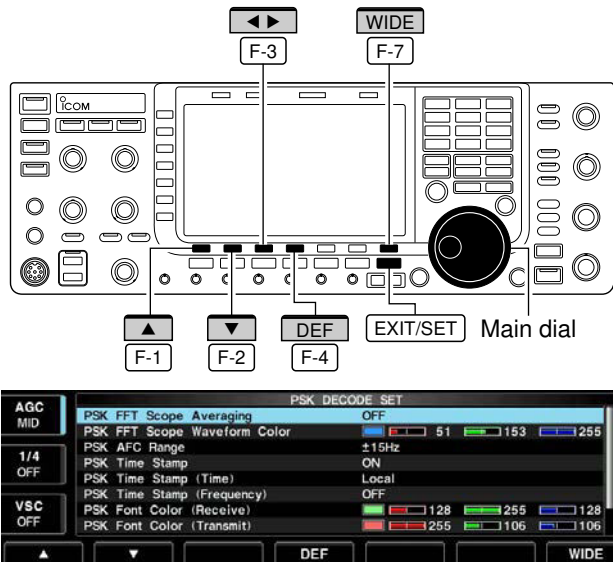 ◄ ► WIDE
F-3 F-7
ICOM
▲ ▼ DEF EXIT/SET Main dial
F-1 F-2 F-4
PSK DECODE SET
AGC
MID
1/4
OFF
VSC
OFF
PSK FFT Scope Averaging OFF
PSK FFT Scope Waveform Color 51 153 255
PSK AFC Range ±15Hz
PSK Time Stamp ON
PSK Time Stamp (Time) Local
PSK Time Stamp (Frequency) OFF
PSK Font Color (Receive) 128 255 128
PSK Font Color (Transmit) 255 106 106
▲ ▼ DEF WIDE